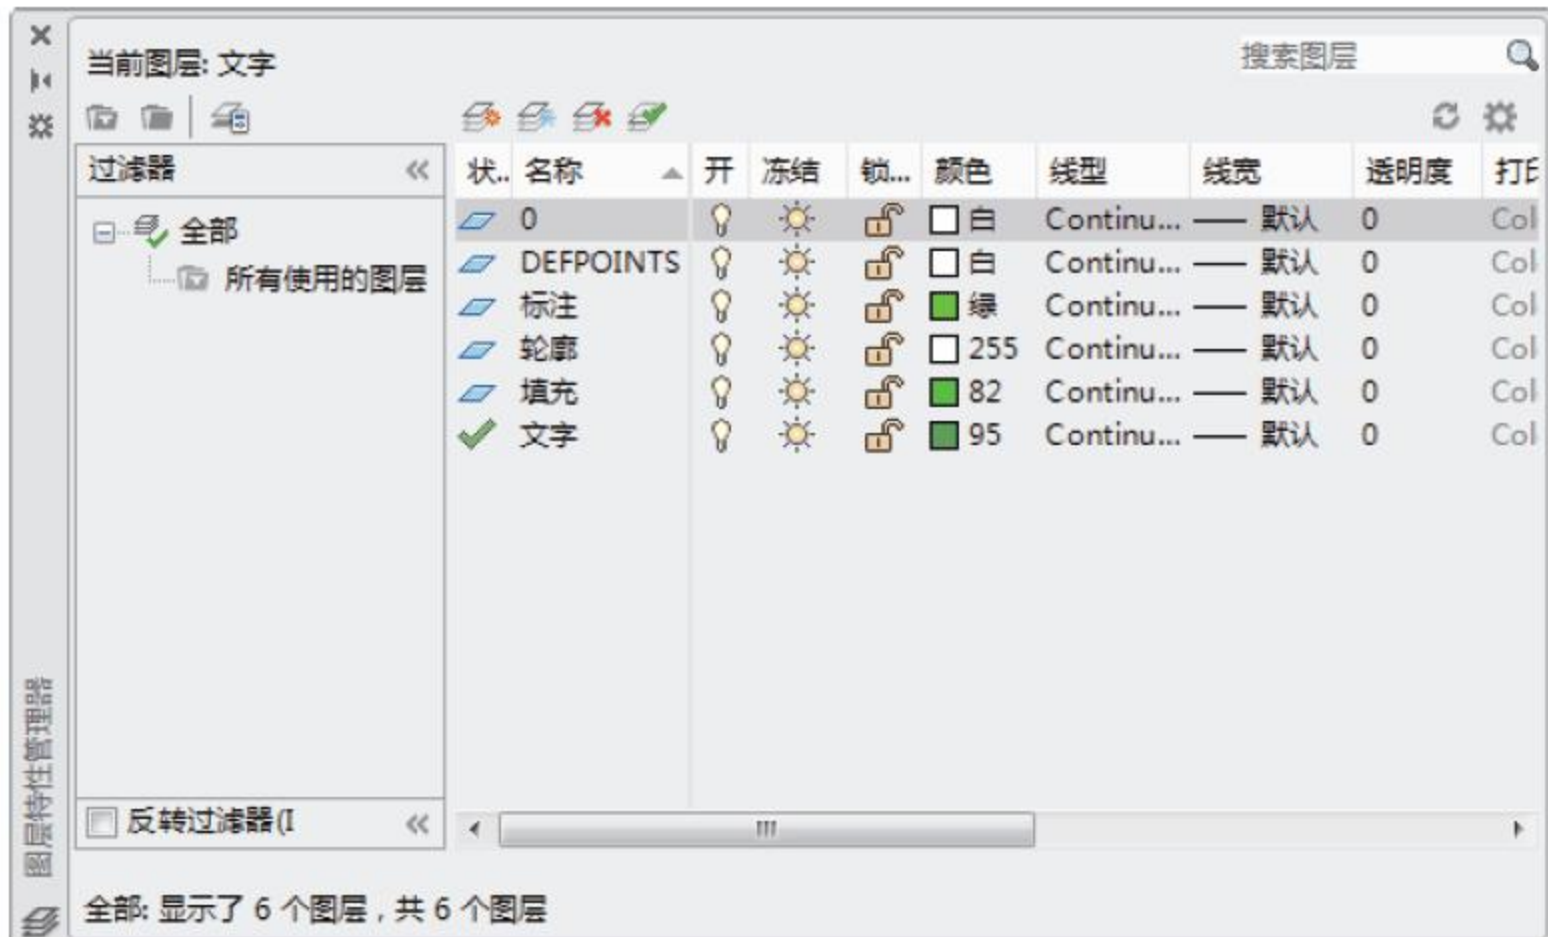 当前图层: 文字
搜索图层
过滤器
全部
所有使用的图层
反转过滤器(I
状.. 名称 开 冻结 锁... 颜色 线型 线宽 透明度 打印
0 白 Continu... 默认 0 Col
DEFPOINTS 白 Continu... 默认 0 Col
标注 绿 Continu... 默认 0 Col
轮廓 255 Continu... 默认 0 Col
填充 82 Continu... 默认 0 Col
文字 95 Continu... 默认 0 Col
图层特性管理器
全部: 显示了 6 个图层，共 6 个图层